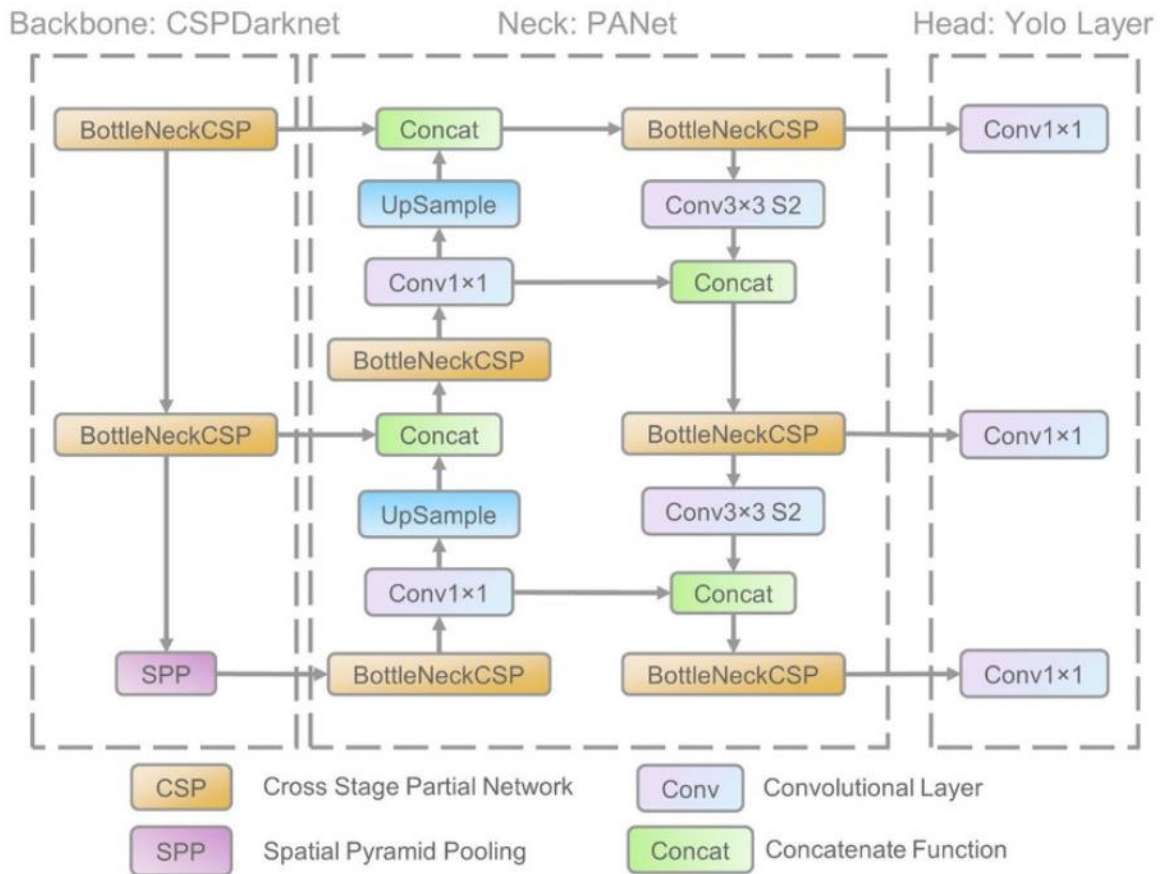 Backbone: CSPDarknet
Neck: PANet
Head: Yolo Layer
BottleNeckCSP
Concat
BottleNeckCSP
Conv1×1
UpSample
Conv3×3 S2
Conv1×1
Concat
BottleNeckCSP
BottleNeckCSP
Concat
BottleNeckCSP
Conv1×1
UpSample
Conv3×3 S2
Conv1×1
Concat
SPP
BottleNeckCSP
BottleNeckCSP
Conv1×1
CSP
Cross Stage Partial Network
Conv
Convolutional Layer
SPP
Spatial Pyramid Pooling
Concat
Concatenate Function